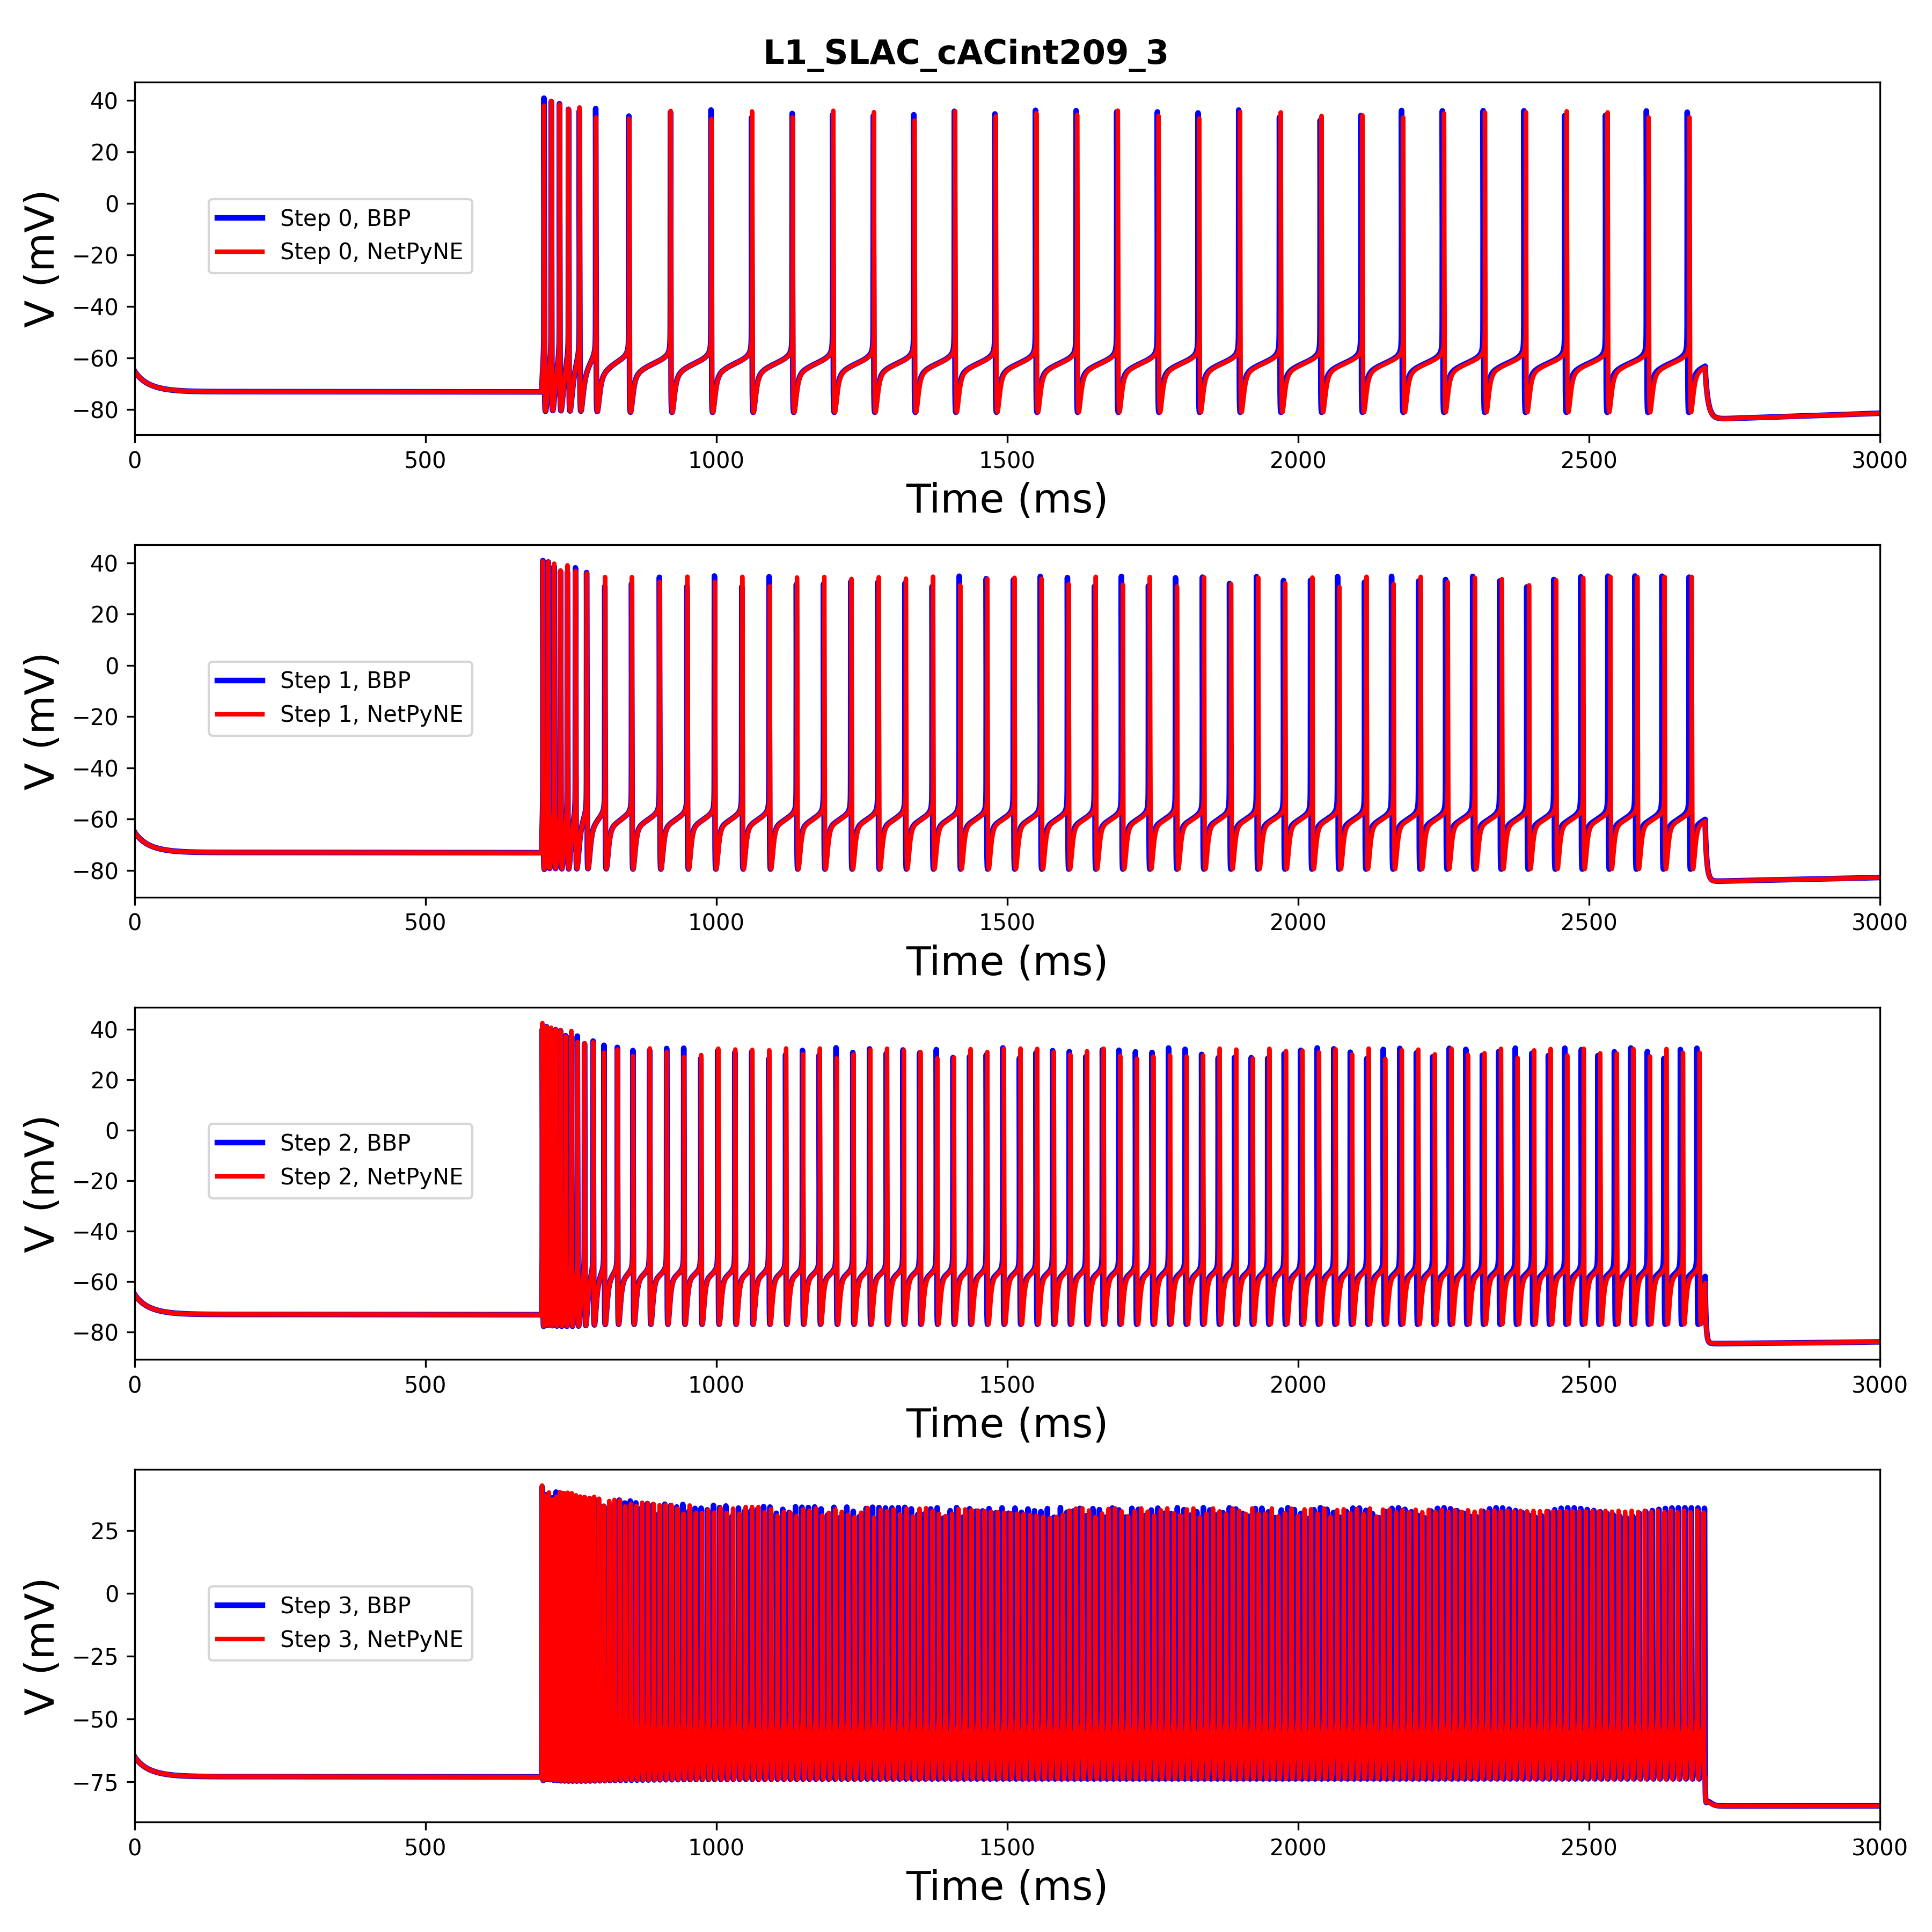 L1_SLAC_cACint209_3
40
20
0
−20
−40
−60
−80
V (mV)
Step 0, BBP
Step 0, NetPyNE
0 500 1000 1500 2000 2500 3000
Time (ms)
40
20
0
−20
−40
−60
−80
V (mV)
Step 1, BBP
Step 1, NetPyNE
0 500 1000 1500 2000 2500 3000
Time (ms)
40
20
0
−20
−40
−60
−80
V (mV)
Step 2, BBP
Step 2, NetPyNE
0 500 1000 1500 2000 2500 3000
Time (ms)
25
0
−25
−50
−75
V (mV)
Step 3, BBP
Step 3, NetPyNE
0 500 1000 1500 2000 2500 3000
Time (ms)